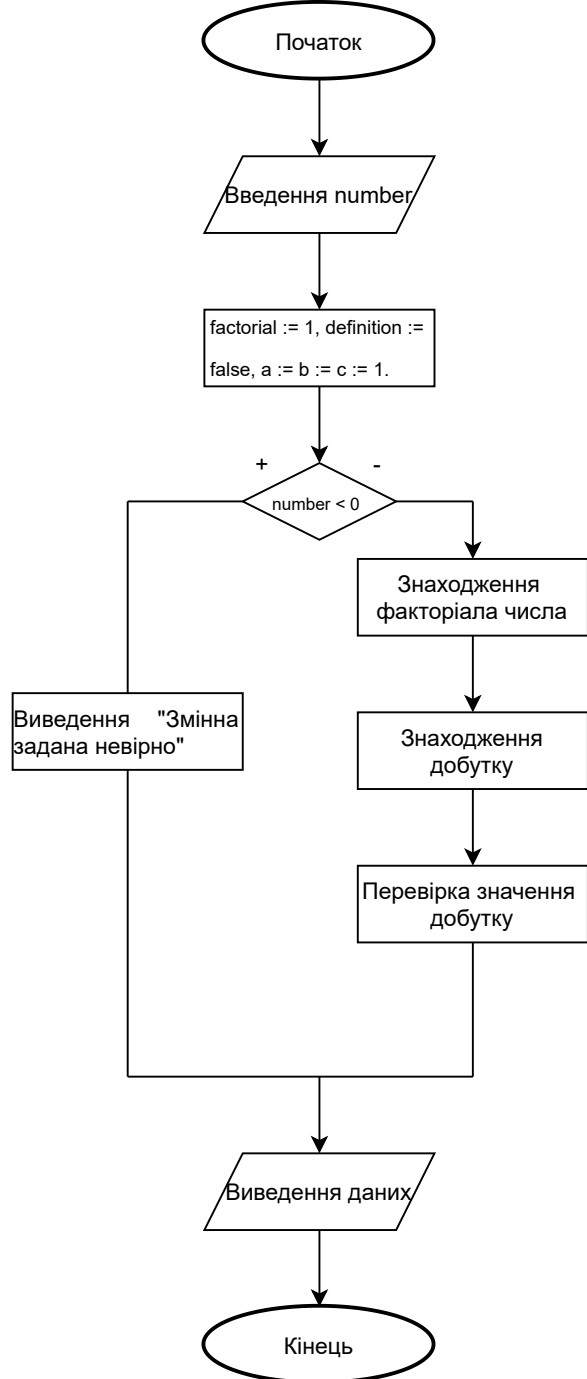 Початок
Введення number
factorial := 1, definition :=
false, a := b := c := 1.
+
-
number < 0
Знаходження
факторіала числа
Виведення "Змінна
задана невірно"
Знаходження
добутку
Перевірка значення
добутку
Виведення даних
Кінець